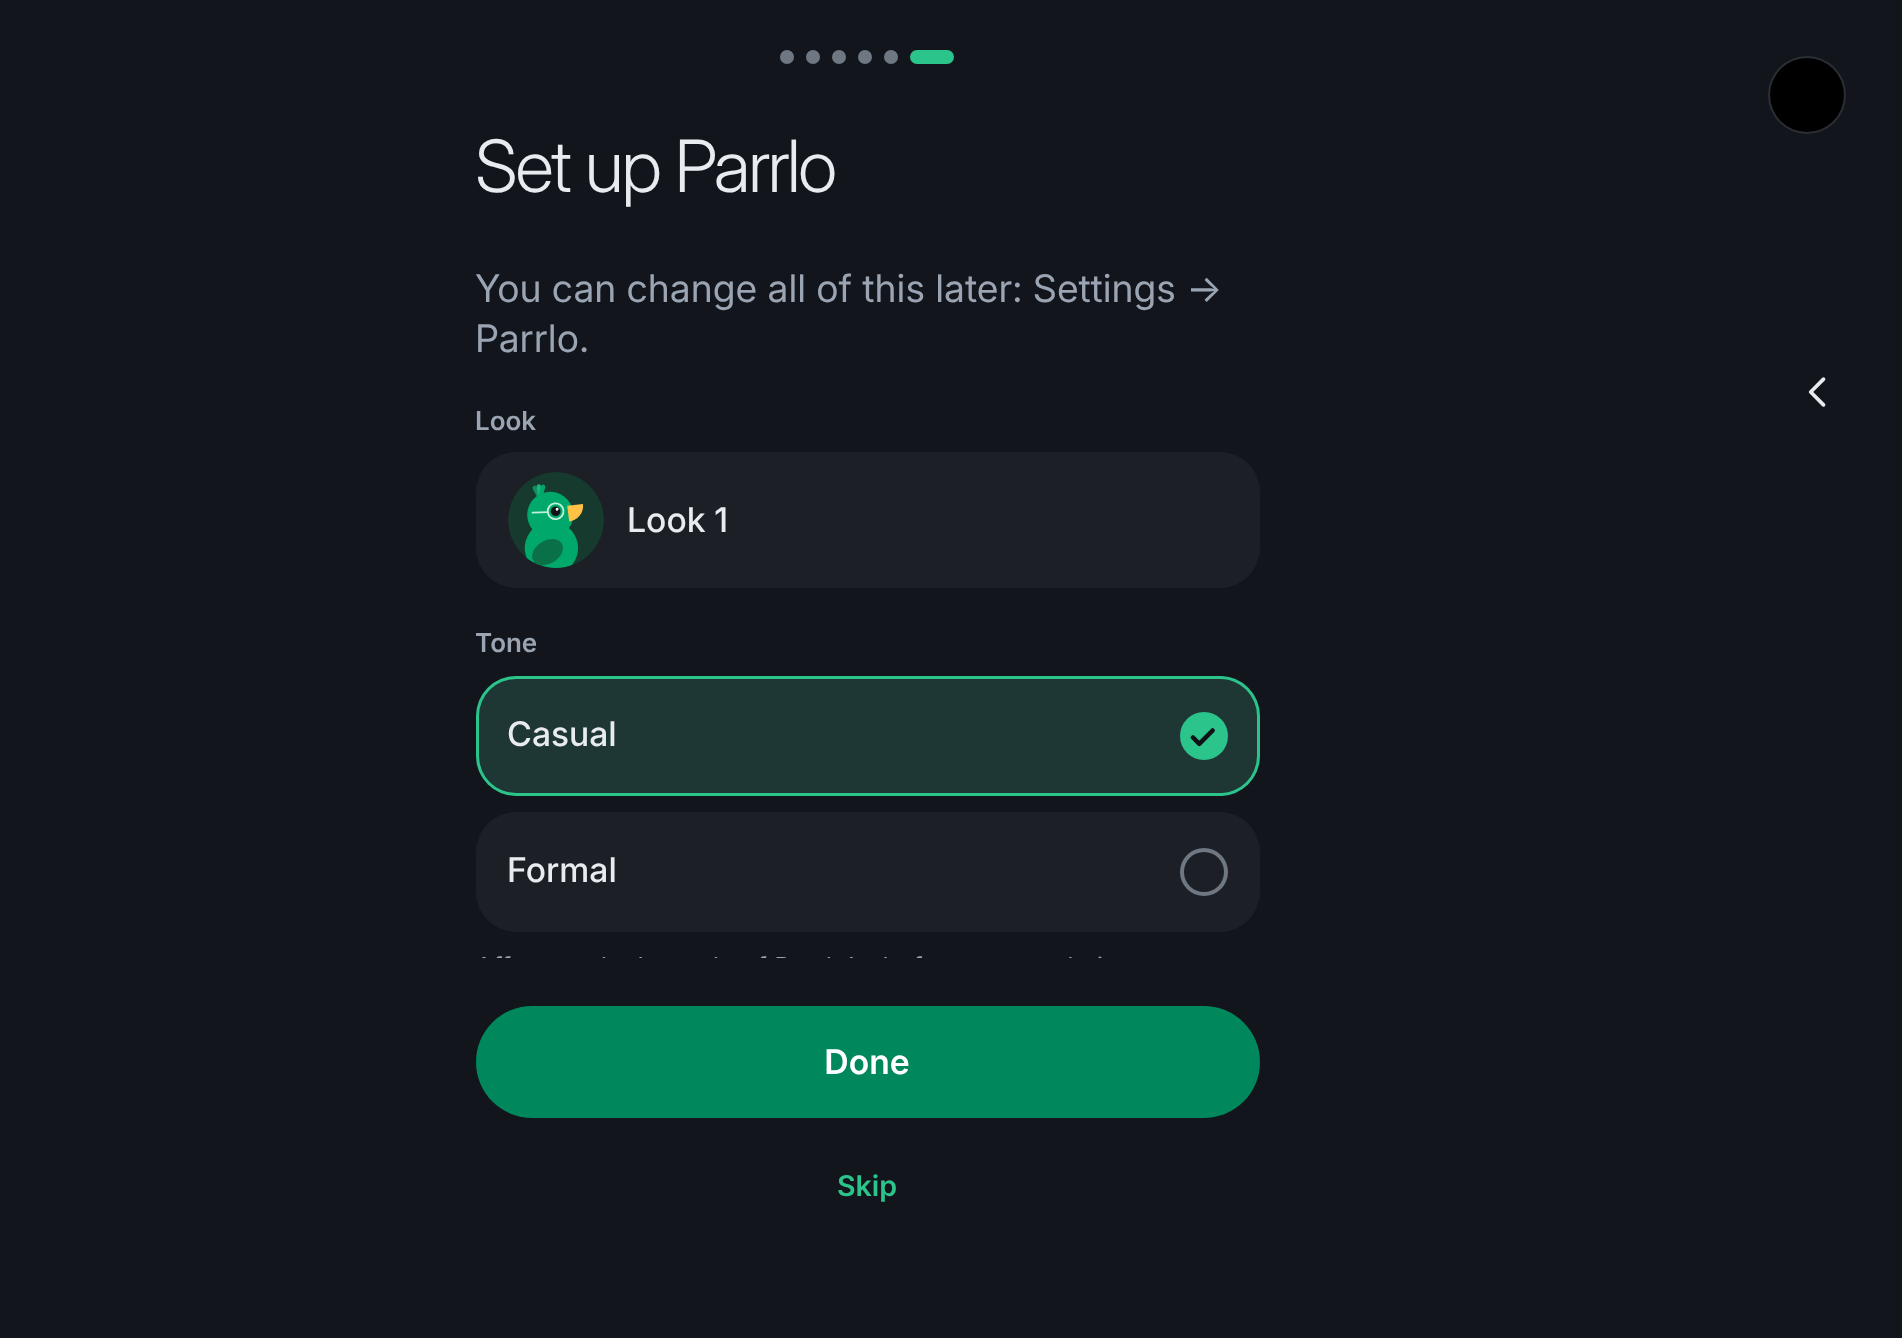 Set up Parrlo
You can change all of this later: Settings →
Parrlo.
Look
Look 1
Tone
Casual
Formal
Done
Skip